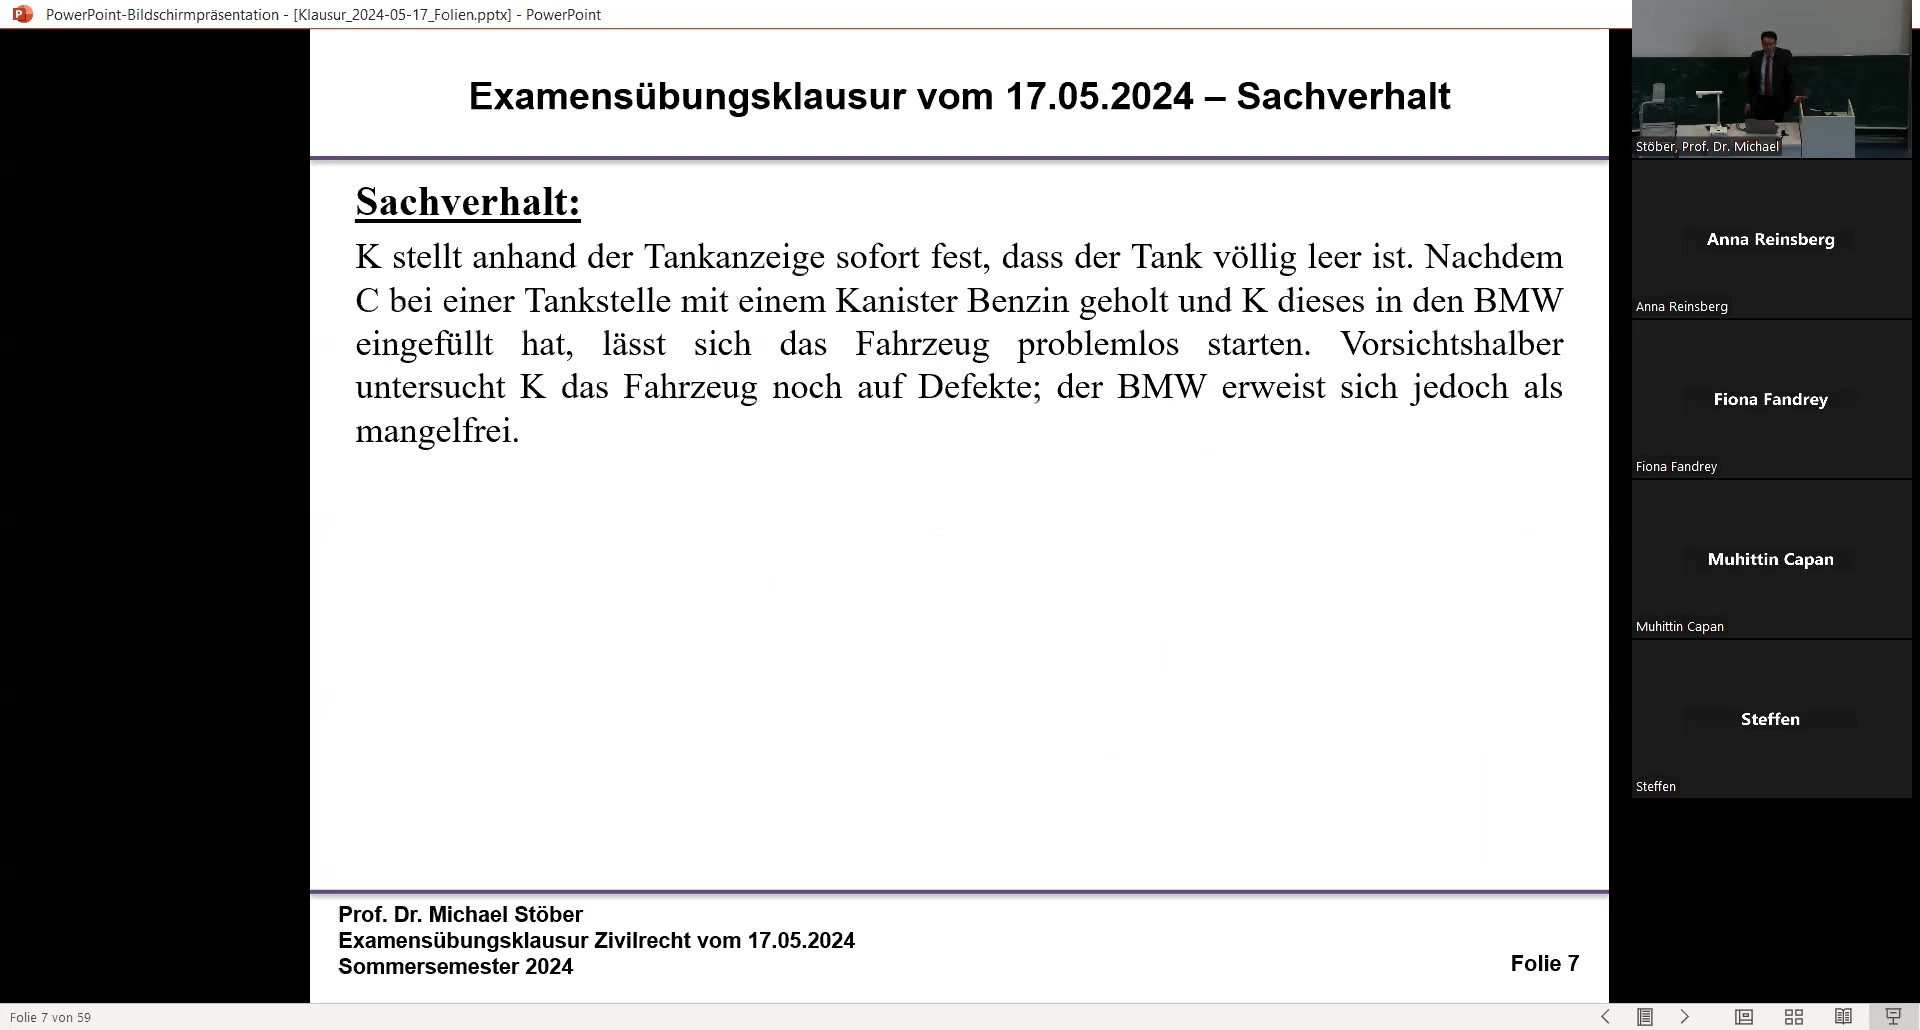 PowerPoint-Bildschirmpräsentation - [Klausur_2024-05-17_Folien.pptx] - PowerPoint
Examensübungsklausur vom 17.05.2024 – Sachverhalt
Sachverhalt:
K stellt anhand der Tankanzeige sofort fest, dass der Tank völlig leer ist. Nachdem
C bei einer Tankstelle mit einem Kanister Benzin geholt und K dieses in den BMW
eingefüllt hat, lässt sich das Fahrzeug problemlos starten. Vorsichtshalber
untersucht K das Fahrzeug noch auf Defekte; der BMW erweist sich jedoch als
mangelfrei.
Prof. Dr. Michael Stöber
Examensübungsklausur Zivilrecht vom 17.05.2024
Sommersemester 2024
Folie 7
Folie 7 von 59
Stöber, Prof. Dr. Michael
Anna Reinsberg
Anna Reinsberg
Fiona Fandrey
Fiona Fandrey
Muhittin Capan
Muhittin Capan
Steffen
Steffen